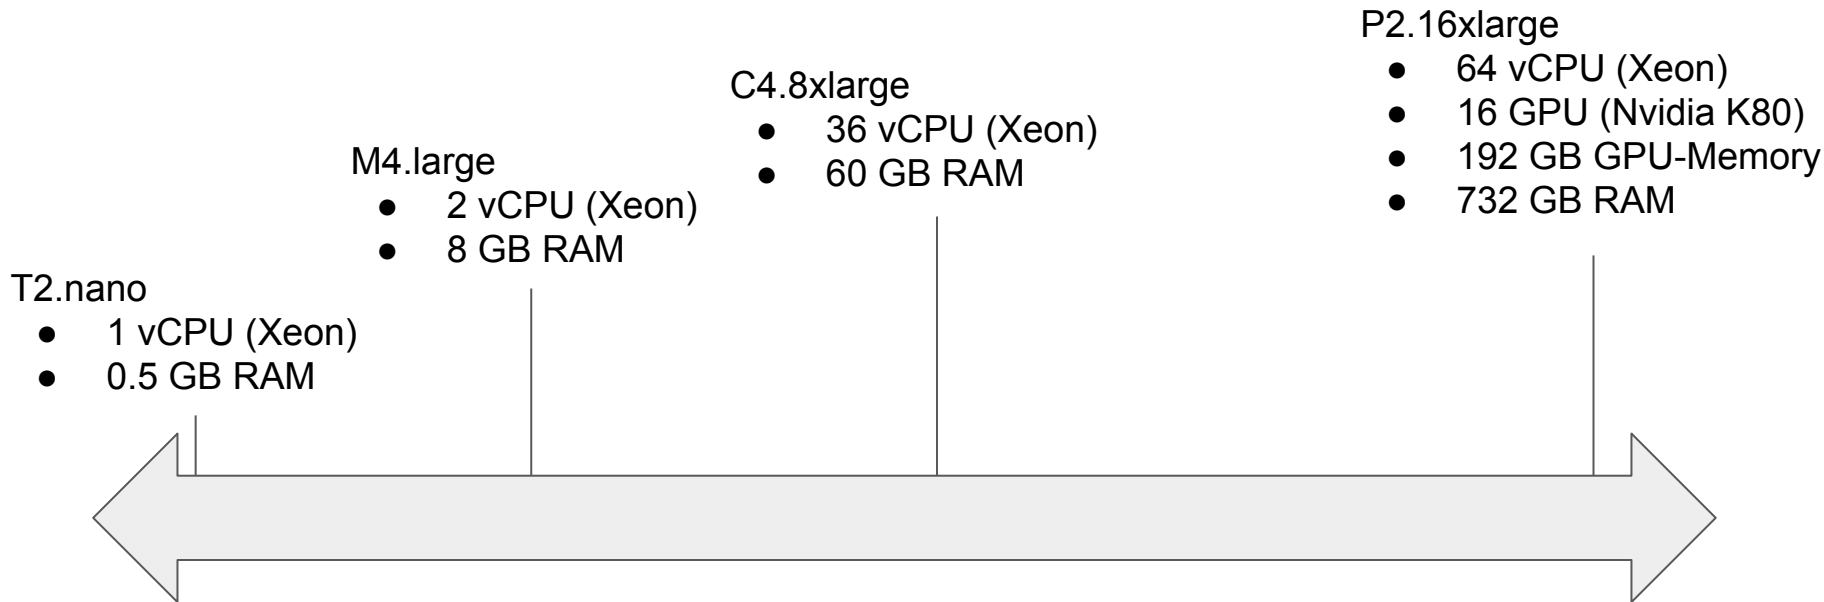 T2.nano
● 1 vCPU (Xeon)
● 0.5 GB RAM
M4.large
● 2 vCPU (Xeon)
● 8 GB RAM
C4.8xlarge
● 36 vCPU (Xeon)
● 60 GB RAM
P2.16xlarge
● 64 vCPU (Xeon)
● 16 GPU (Nvidia K80)
● 192 GB GPU-Memory
● 732 GB RAM